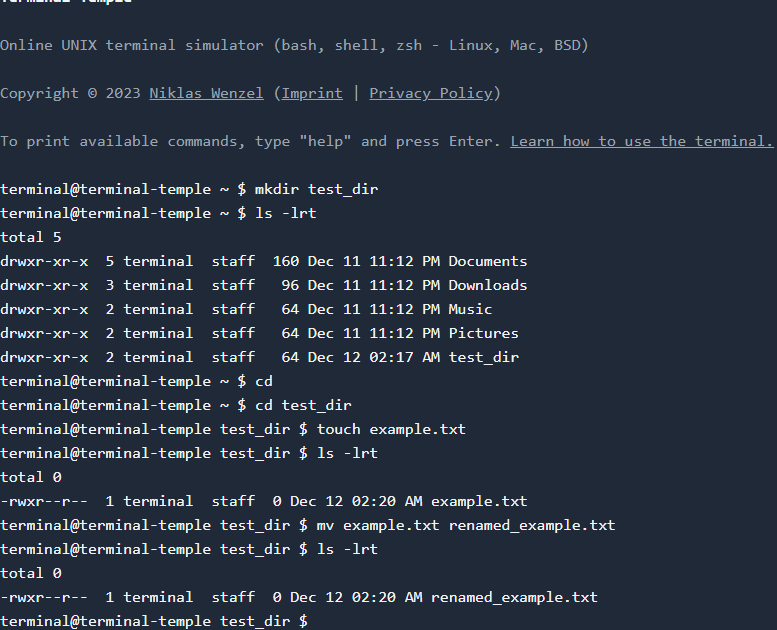 Online UNIX terminal simulator (bash, shell, zsh - Linux, Mac, BSD)
Copyright © 2023 Niklas Wenzel (Imprint | Privacy Policy)
To print available commands, type "help" and press Enter. Learn how to use the terminal.
terminal@terminal-temple ~ $ mkdir test_dir
terminal@terminal-temple ~ $ ls -lrt
total 5
drwxr-xr-x  5 terminal  staff  160 Dec 11 11:12 PM Documents
drwxr-xr-x  3 terminal  staff   96 Dec 11 11:12 PM Downloads
drwxr-xr-x  2 terminal  staff   64 Dec 11 11:12 PM Music
drwxr-xr-x  2 terminal  staff   64 Dec 11 11:12 PM Pictures
drwxr-xr-x  2 terminal  staff   64 Dec 12 02:17 AM test_dir
terminal@terminal-temple ~ $ cd
terminal@terminal-temple ~ $ cd test_dir
terminal@terminal-temple test_dir $ touch example.txt
terminal@terminal-temple test_dir $ ls -lrt
total 0
-rwxr--r--  1 terminal  staff  0 Dec 12 02:20 AM example.txt
terminal@terminal-temple test_dir $ mv example.txt renamed_example.txt
terminal@terminal-temple test_dir $ ls -lrt
total 0
-rwxr--r--  1 terminal  staff  0 Dec 12 02:20 AM renamed_example.txt
terminal@terminal-temple test_dir $